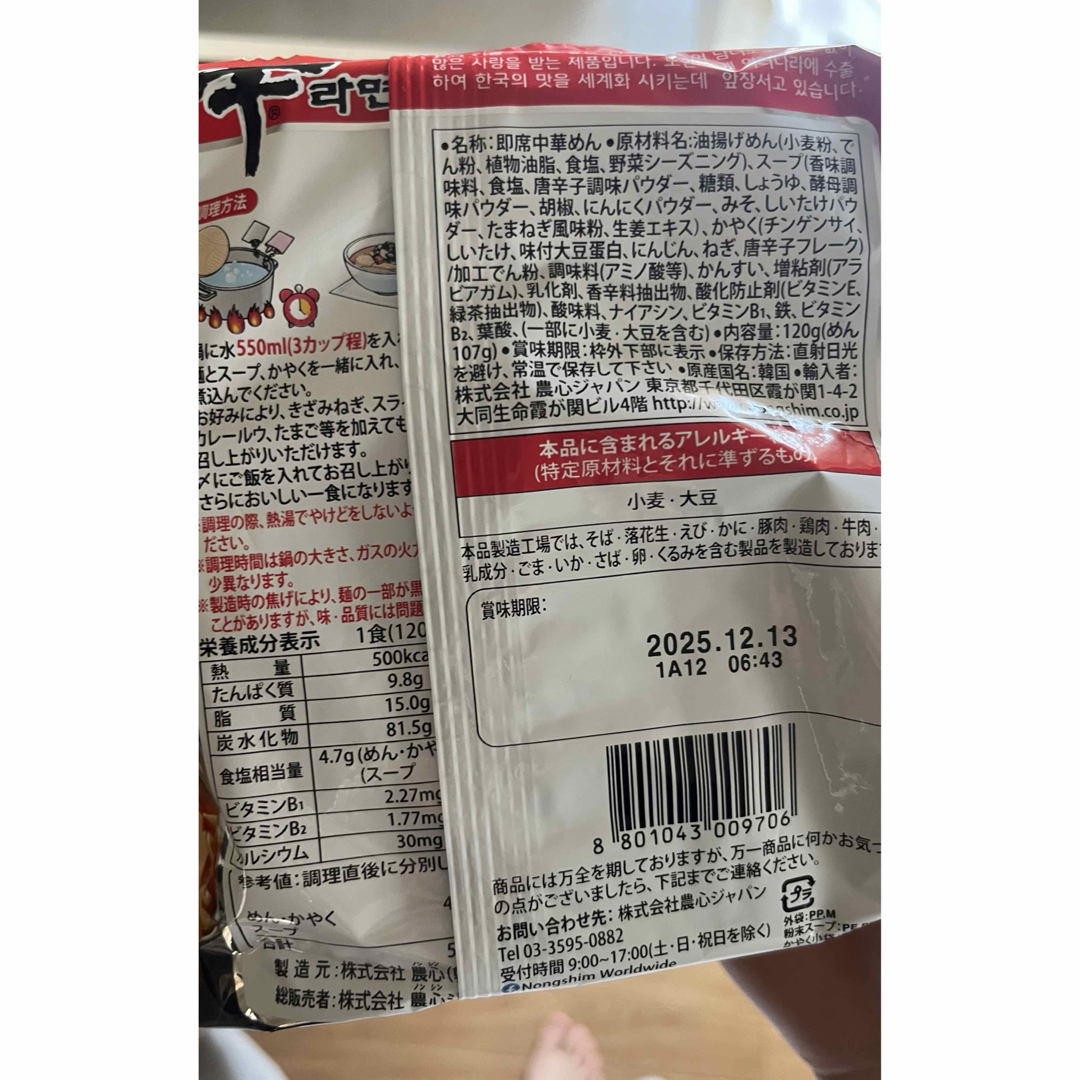 많은 사랑을 받는 제품입니다.
하여 한국의 맛을 세계화 시키는데 앞장서고 있습니다.
辛® 라면
調理方法
に水550ml(3カップ程)を入
とスープ、かやくを一緒に入れ、
煮込んでください。
お好みにより、きざみねぎ、スラ
カレールウ、たまご等を加えても
召し上がりいただけます。
〆にご飯を入れてお召し上が
さらにおいしい一食になります
調理の際、熱湯でやけどをしないよ
ださい。
※調理時間は鍋の大きさ、ガスの火
少異なります。
※製造時の焦げにより、麺の一部が黒
ことがありますが、味・品質には問題
栄養成分表示 1食(120
熱量 500kca
たんぱく質 9.8g
脂質 15.0g
炭水化物 81.5g
食塩相当量 4.7g(めん・かや
(スープ
ビタミンB1 2.27mg
ビタミンB2 1.77mg
ルシウム 30mg
参考値:調理直後に分別し
めん・かやく
スープ
合計
製造元:株式会社 農心(
総販売者:株式会社 農心
•名称:即席中華めん •原材料名:油揚げめん(小麦粉、で
ん粉、植物油脂、食塩、野菜シーズニング)、スープ(香味調
味料、食塩、唐辛子調味パウダー、糖類、しょうゆ、酵母調
味パウダー、胡椒、にんにくパウダー、みそ、しいたけパウ
ダー、たまねぎ風味粉、生姜エキス)、かやく(チンゲンサイ、
しいたけ、味付大豆蛋白、にんじん、ねぎ、唐辛子フレーク)
/加工でん粉、調味料(アミノ酸等)、かんすい、増粘剤(アラ
ビアガム)、乳化剤、香辛料抽出物、酸化防止剤(ビタミンE、
緑茶抽出物)、酸味料、ナイアシン、ビタミンB1、鉄、ビタミン
B2、葉酸、(一部に小麦・大豆を含む) •内容量:120g(めん
107g) •賞味期限:枠外下部に表示 •保存方法:直射日光
を避け、常温で保存して下さい •原産国名:韓国 •輸入者:
株式会社 農心ジャパン 東京都千代田区霞が関1-4-2
大同生命霞が関ビル4階 http://w
shim.co.jp
本品に含まれるアレルギー
(特定原材料とそれに準ずるもの)
小麦・大豆
本品製造工場では、そば・落花生・えび・かに・豚肉・鶏肉・牛肉・
乳成分・ごま・いか・さば・卵・くるみを含む製品を製造しておりま
賞味期限:
2025.12.13
1A12 06:43
8 801043 009706
商品には万全を期しておりますが、万一商品に何かお気づ
の点がございましたら、下記までご連絡ください。
お問い合わせ先: 株式会社農心ジャパン
Tel 03-3595-0882
受付時間 9:00~17:00(土・日・祝日を除く)
Nongshim Worldwide
プラ
外袋:PP,M
粉末スープ:PE
かやく小